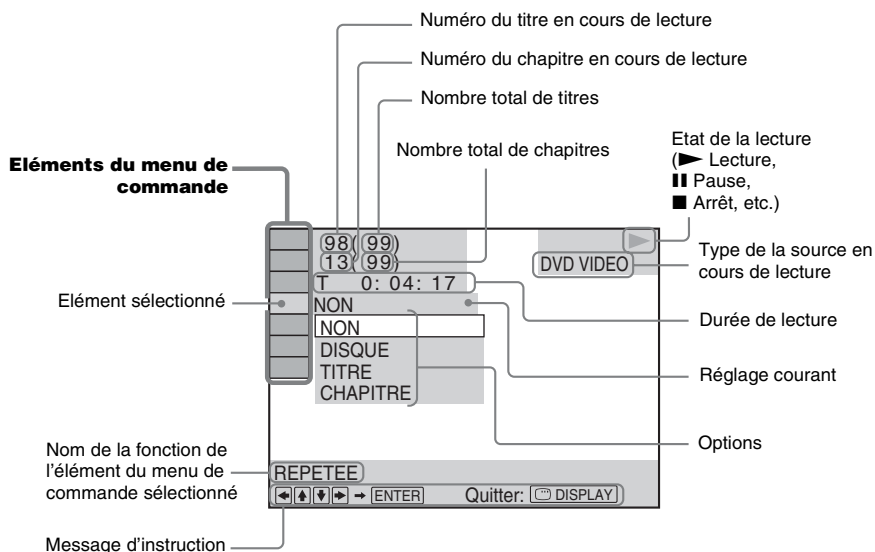 Numéro du titre en cours de lecture
Numéro du chapitre en cours de lecture
Nombre total de titres
Nombre total de chapitres
Etat de la lecture
(► Lecture,
❚❚ Pause,
■ Arrêt, etc.)
Eléments du menu de
commande
98( 99)
13( 99)
T 0: 04: 17
NON
NON
DISQUE
TITRE
CHAPITRE
►
DVD VIDEO
Type de la source en
cours de lecture
Elément sélectionné
Durée de lecture
Réglage courant
Options
Nom de la fonction de
l'élément du menu de
commande sélectionné
REPETEE
← ↑ ↓ → → ENTER Quitter: DISPLAY
Message d'instruction